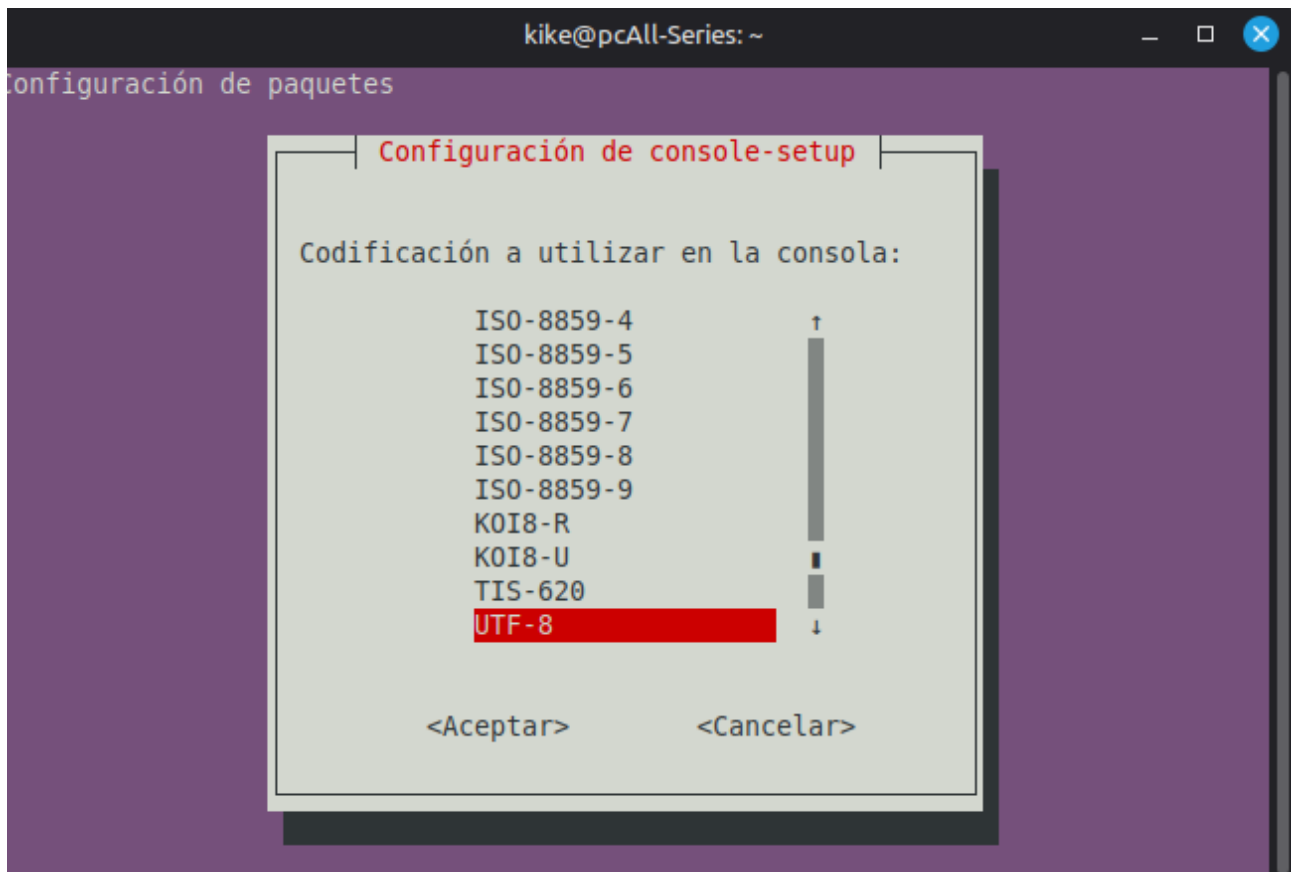 kike@pcAll-Series: ~
Configuración de paquetes
Configuración de console-setup
Codificación a utilizar en la consola:
ISO-8859-4
ISO-8859-5
ISO-8859-6
ISO-8859-7
ISO-8859-8
ISO-8859-9
KOI8-R
KOI8-U
TIS-620
UTF-8
<Aceptar> <Cancelar>